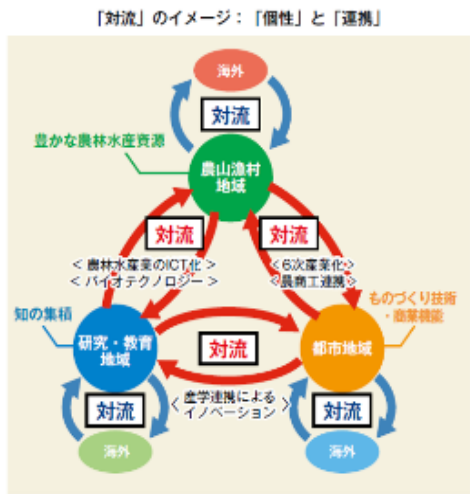 「対流」のイメージ：「個性」と「連携」
海外
対流
豊かな農林水産資源
農山漁村
地域
対流
対流
＜農林水産業のICT化＞
＜バイオテクノロジー＞
＜6次産業化＞
＜農商工連携＞
知の集積
ものづくり技術
・商業機能
研究・教育
地域
対流
都市地域
対流
＜産学連携による
イノベーション＞
対流
海外
海外